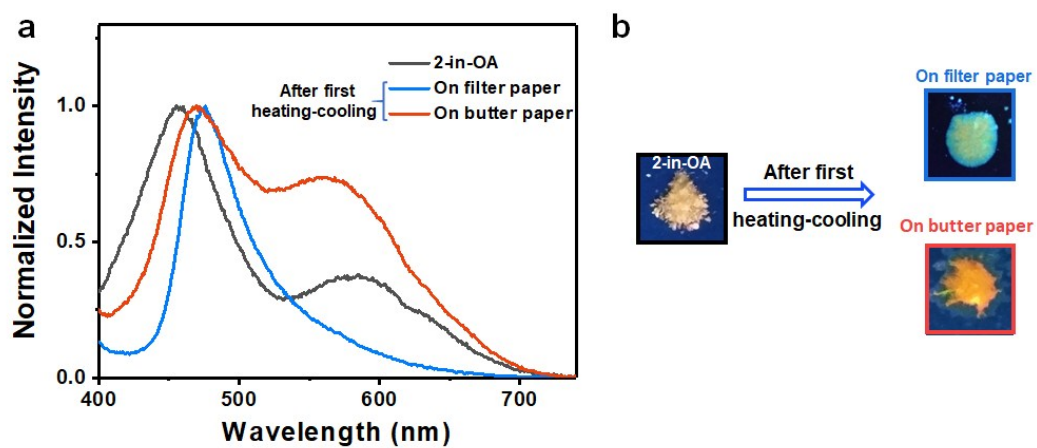 a
Normalized Intensity
1.0
0.5
0.0
400
500
600
700
Wavelength (nm)
2-in-OA
After first
heating-cooling
On filter paper
On butter paper
b
2-in-OA
After first
heating-cooling
On filter paper
On butter paper